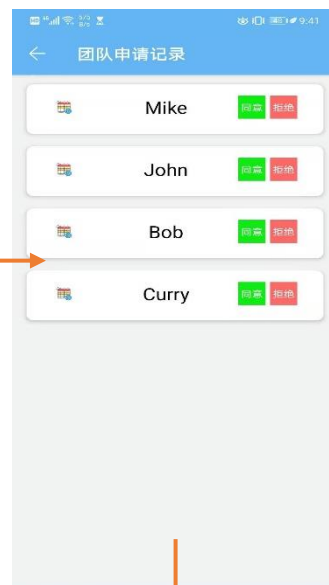 9:41
团队申请记录
Mike 同意 拒绝
John 同意 拒绝
Bob 同意 拒绝
Curry 同意 拒绝